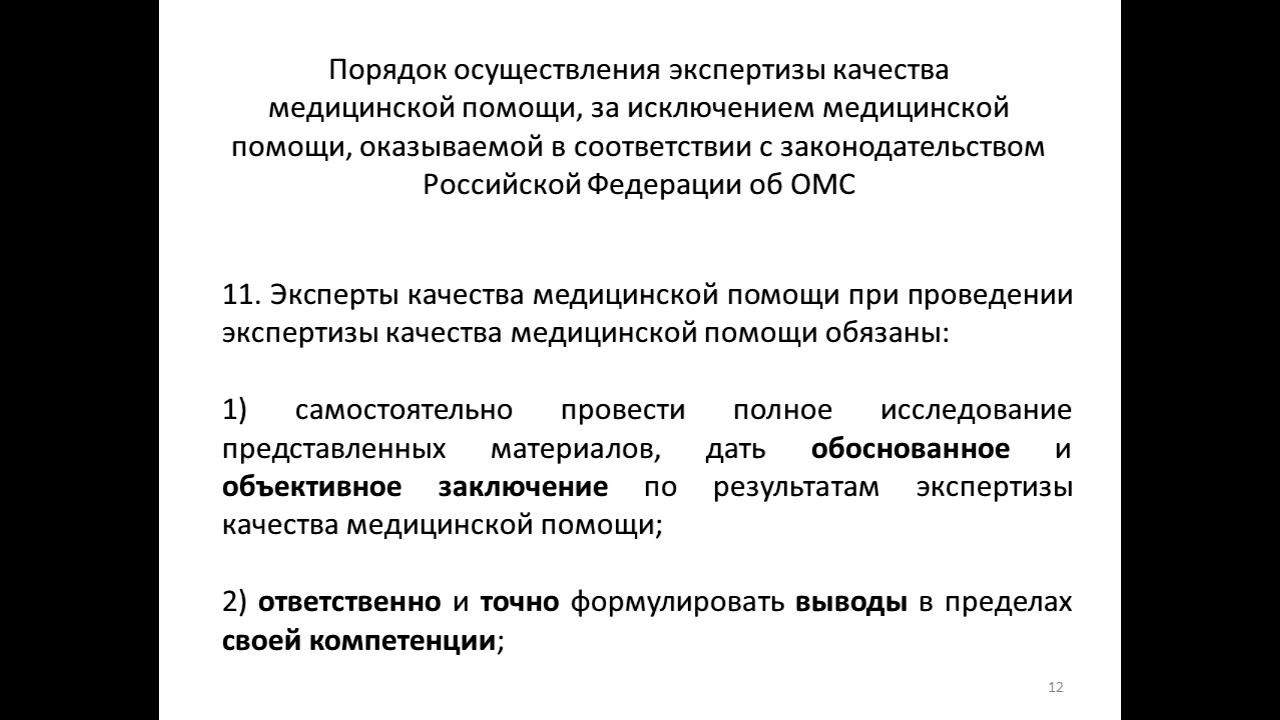 Порядок осуществления экспертизы качества
медицинской помощи, за исключением медицинской
помощи, оказываемой в соответствии с законодательством
Российской Федерации об ОМС
11. Эксперты качества медицинской помощи при проведении
экспертизы качества медицинской помощи обязаны:
1) самостоятельно провести полное исследование
представленных материалов, дать обоснованное и
объективное заключение по результатам экспертизы
качества медицинской помощи;
2) ответственно и точно формулировать выводы в пределах
своей компетенции;
12